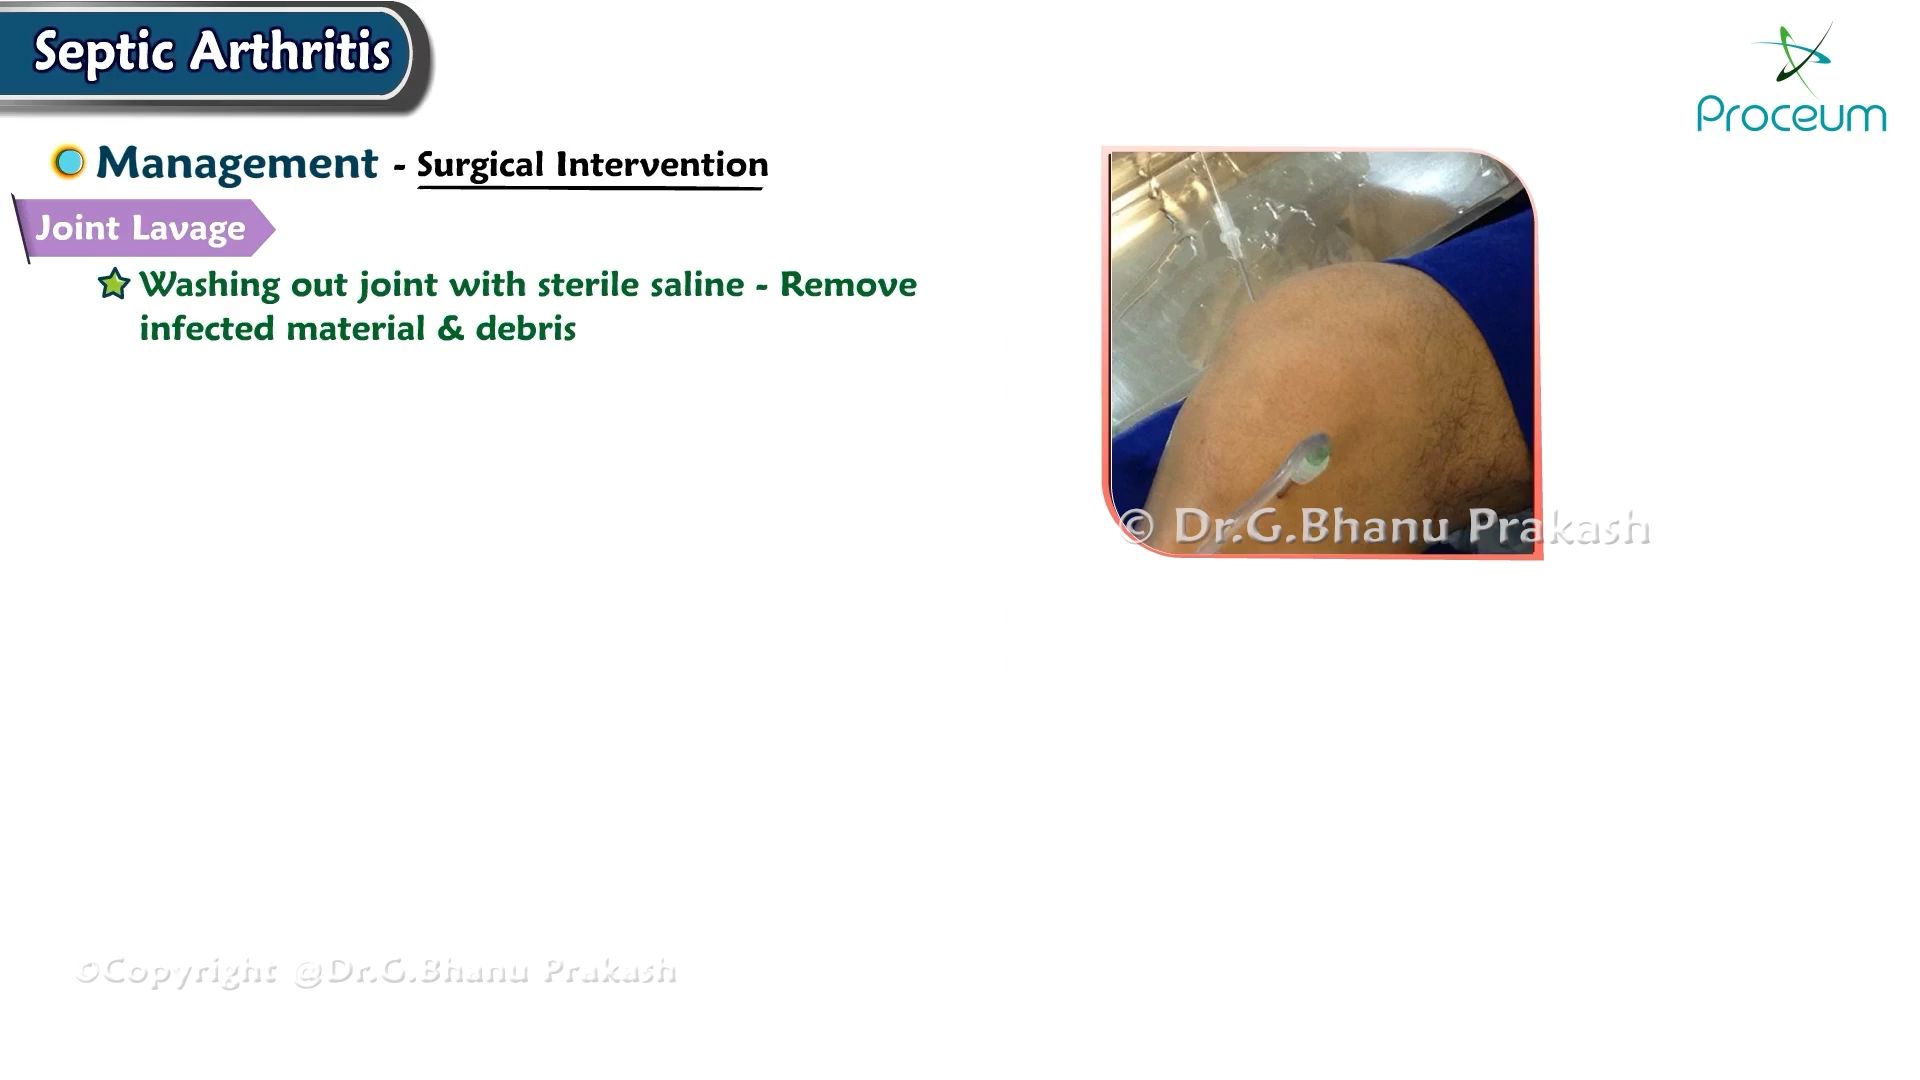 Septic Arthritis
Proceum
Management - Surgical Intervention
Joint Lavage
Washing out joint with sterile saline - Remove
infected material & debris
© Dr.G.Bhanu Prakash
©Copyright @Dr.G.Bhanu Prakash